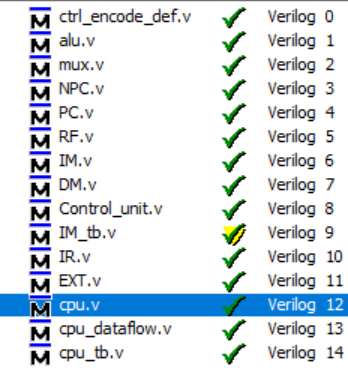 ctrl_encode_def.v Verilog 0
alu.v Verilog 1
mux.v Verilog 2
NPC.v Verilog 3
PC.v Verilog 4
RF.v Verilog 5
IM.v Verilog 6
DM.v Verilog 7
Control_unit.v Verilog 8
IM_tb.v Verilog 9
IR.v Verilog 10
EXT.v Verilog 11
cpu.v Verilog 12
cpu_dataflow.v Verilog 13
cpu_tb.v Verilog 14